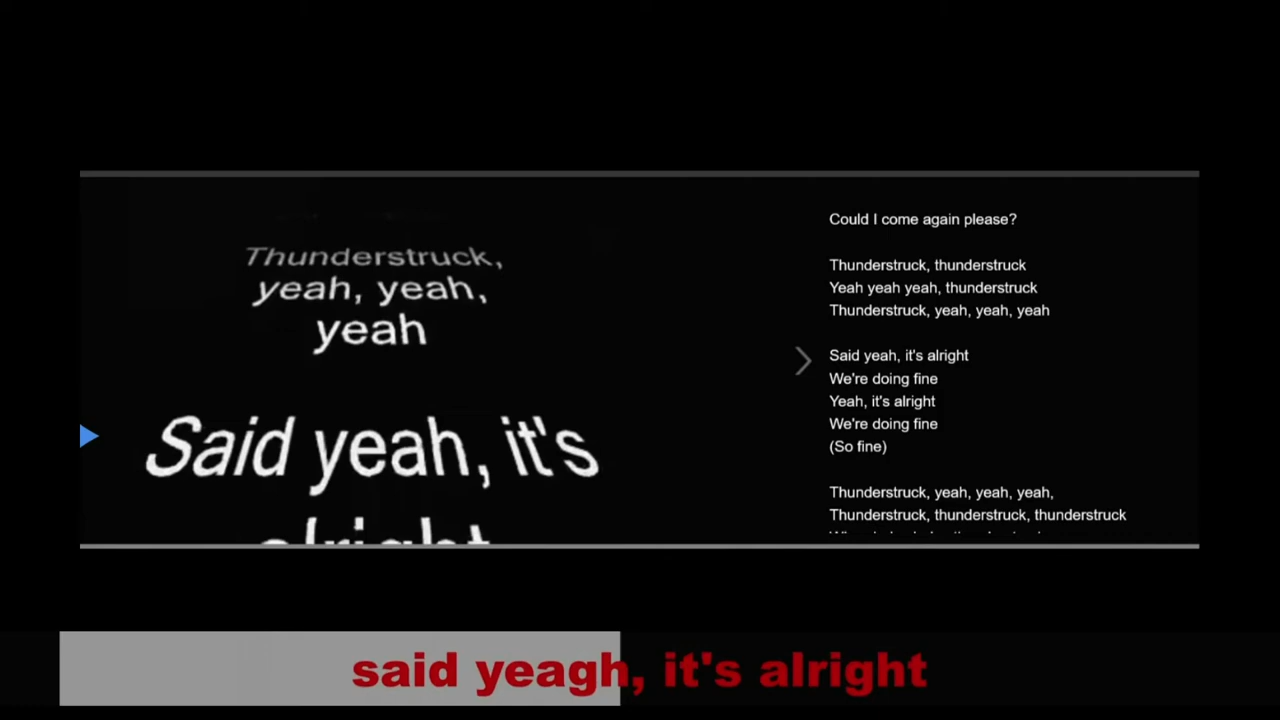 Thunderstruck,
yeah, yeah,
yeah
Said yeah, it's
alright
Could I come again please?
Thunderstruck, thunderstruck
Yeah yeah yeah, thunderstruck
Thunderstruck, yeah, yeah, yeah
Said yeah, it's alright
We're doing fine
Yeah, it's alright
We're doing fine
(So fine)
Thunderstruck, yeah, yeah, yeah,
Thunderstruck, thunderstruck, thunderstruck
said yeagh, it's alright